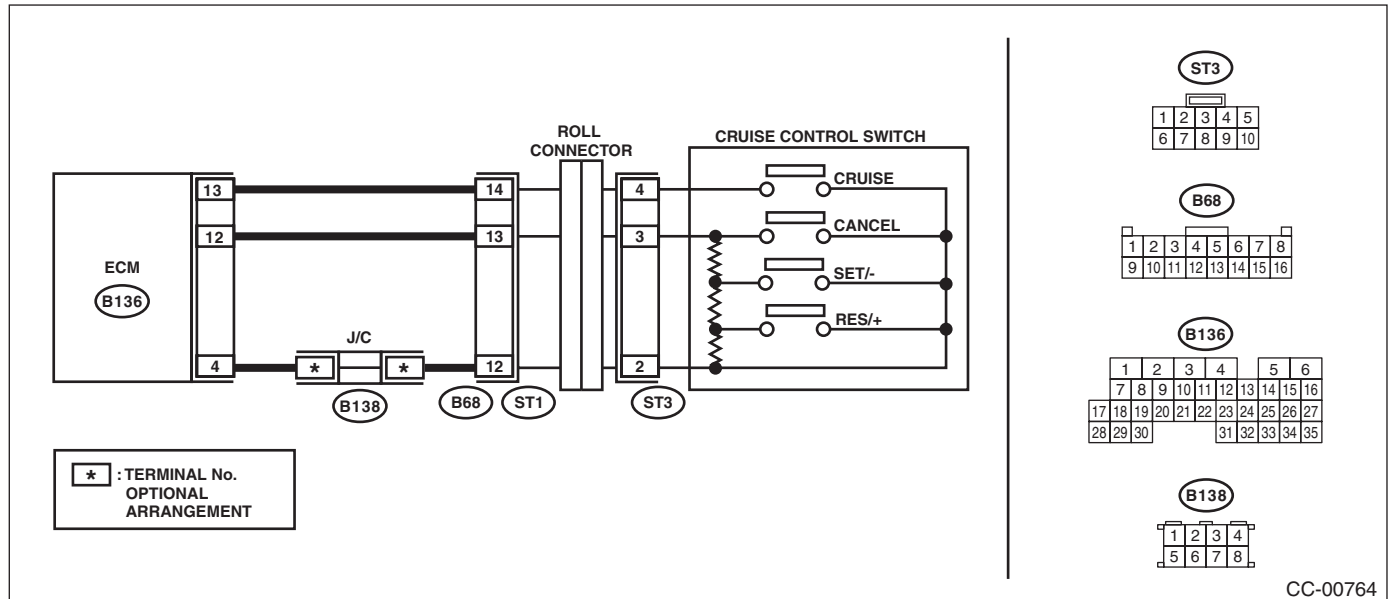 ROLL
CONNECTOR
CRUISE CONTROL SWITCH
13
14
4
CRUISE
12
13
3
CANCEL
ECM
B136
SET/-
RES/+
J/C
4
*
*
12
2
B138
B68
ST1
ST3
* : TERMINAL No.
OPTIONAL
ARRANGEMENT
ST3
1 2 3 4 5
6 7 8 9 10
B68
1 2 3 4 5 6 7 8
9 10 11 12 13 14 15 16
B136
1 2 3 4 5 6
7 8 9 10 11 12 13 14 15 16
17 18 19 20 21 22 23 24 25 26 27
28 29 30 31 32 33 34 35
B138
1 2 3 4
5 6 7 8
CC-00764